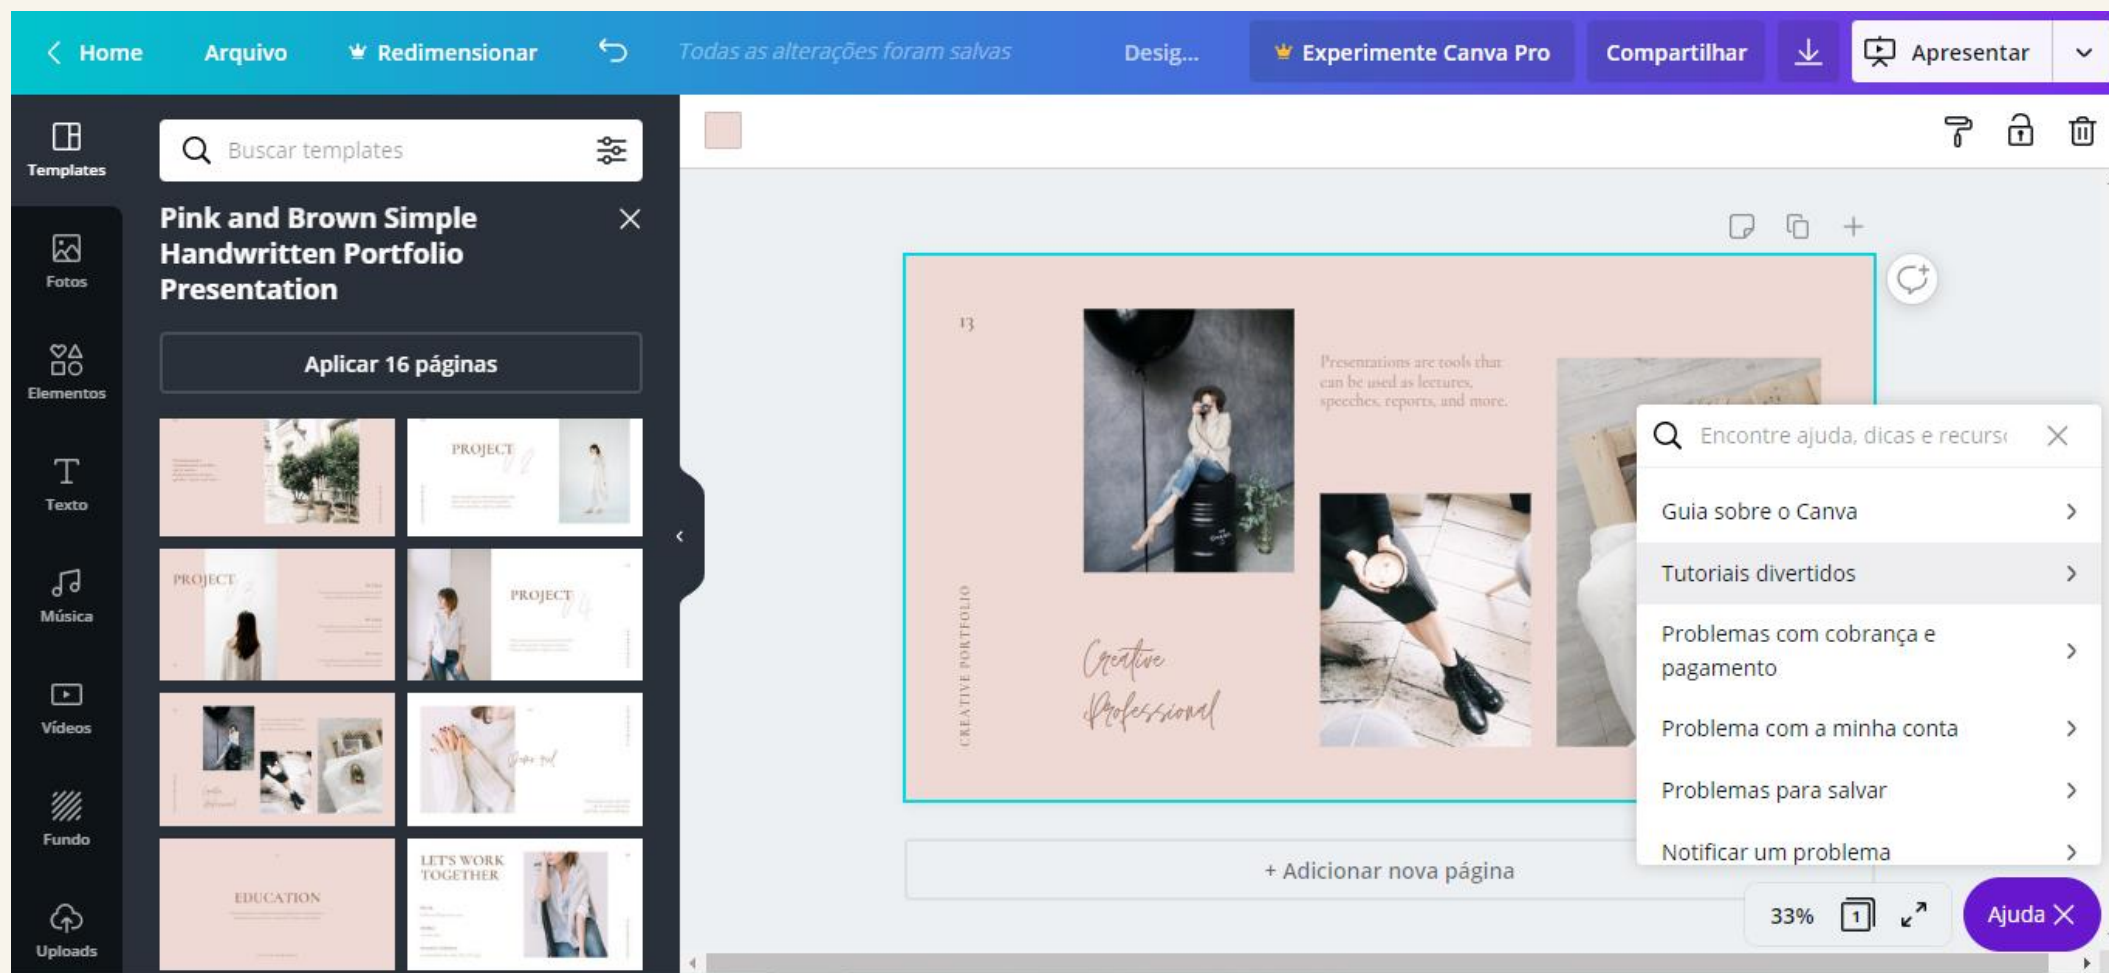 Home
Arquivo
Redimensionar
Todas as alterações foram salvas
Desig...
Experimente Canva Pro
Compartilhar
Apresentar
Templates
Fotos
Elementos
Texto
Música
Vídeos
Fundo
Uploads
Buscar templates
Pink and Brown Simple
Handwritten Portfolio
Presentation
Aplicar 16 páginas
PROJECT
PROJECT
PROJECT
EDUCATION
LET'S WORK
TOGETHER
13
Presentations are tools that
can be used as lectures,
speeches, reports, and more.
CREATIVE PORTFOLIO
Creative
Professional
+ Adicionar nova página
Encontre ajuda, dicas e recurs
Guia sobre o Canva
Tutoriais divertidos
Problemas com cobrança e
pagamento
Problema com a minha conta
Problemas para salvar
Notificar um problema
33%
1
Ajuda